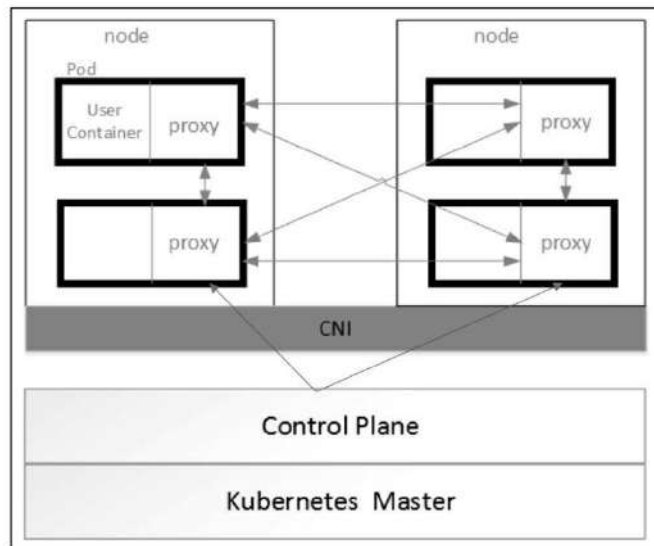 node
node
Pod
User
Container
proxy
proxy
proxy
proxy
CNI
Control Plane
Kubernetes Master